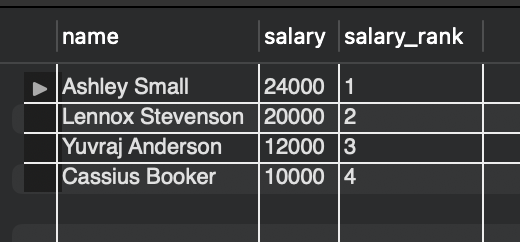 name salary salary_rank
Ashley Small 24000 1
Lennox Stevenson 20000 2
Yuvraj Anderson 12000 3
Cassius Booker 10000 4